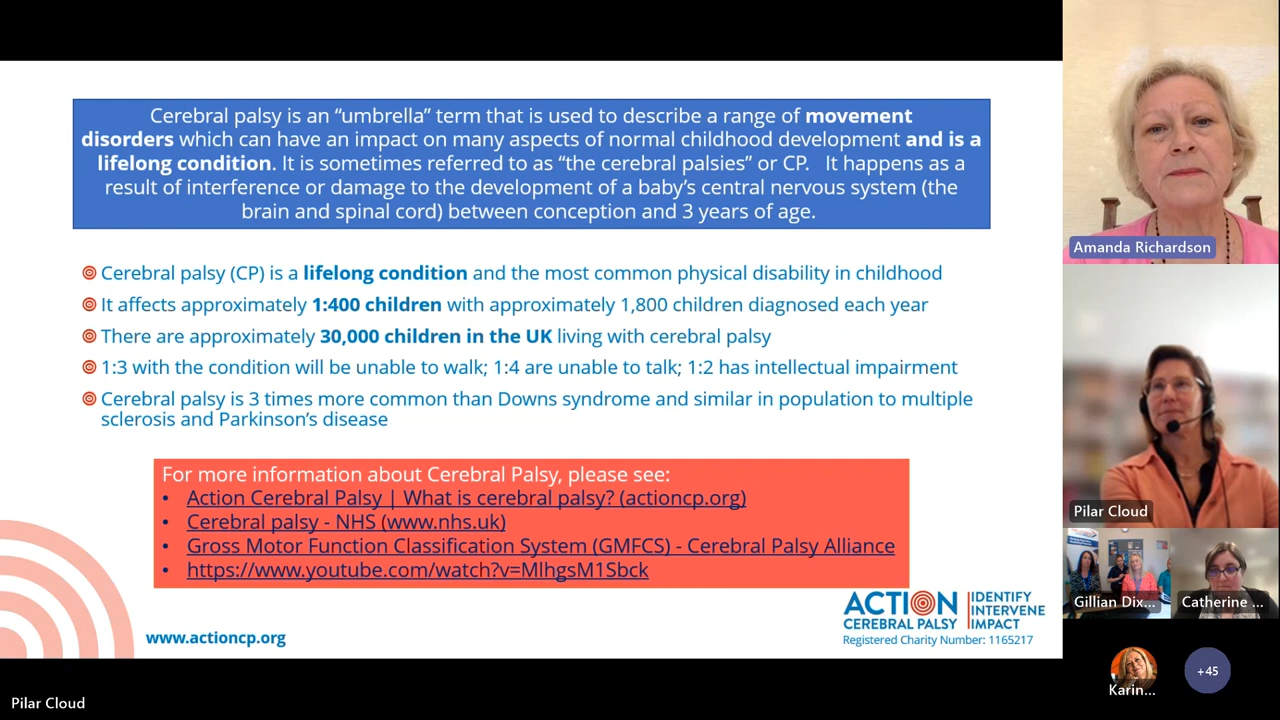 Cerebral palsy is an “umbrella” term that is used to describe a range of movement
disorders which can have an impact on many aspects of normal childhood development and is a
lifelong condition. It is sometimes referred to as “the cerebral palsies” or CP. It happens as a
result of interference or damage to the development of a baby’s central nervous system (the
brain and spinal cord) between conception and 3 years of age.
Cerebral palsy (CP) is a lifelong condition and the most common physical disability in childhood
It affects approximately 1:400 children with approximately 1,800 children diagnosed each year
There are approximately 30,000 children in the UK living with cerebral palsy
1:3 with the condition will be unable to walk; 1:4 are unable to talk; 1:2 has intellectual impairment
Cerebral palsy is 3 times more common than Downs syndrome and similar in population to multiple
sclerosis and Parkinson’s disease
For more information about Cerebral Palsy, please see:
• Action Cerebral Palsy | What is cerebral palsy? (actioncp.org)
• Cerebral palsy - NHS (www.nhs.uk)
• Gross Motor Function Classification System (GMFCS) - Cerebral Palsy Alliance
• https://www.youtube.com/watch?v=MlhgsM1Sbck
www.actioncp.org
ACTION
CEREBRAL PALSY
IDENTIFY
INTERVENE
IMPACT
Registered Charity Number: 1165217
Amanda Richardson
Pilar Cloud
Gillian Dix...
Catherine ...
Karin...
+45
Pilar Cloud